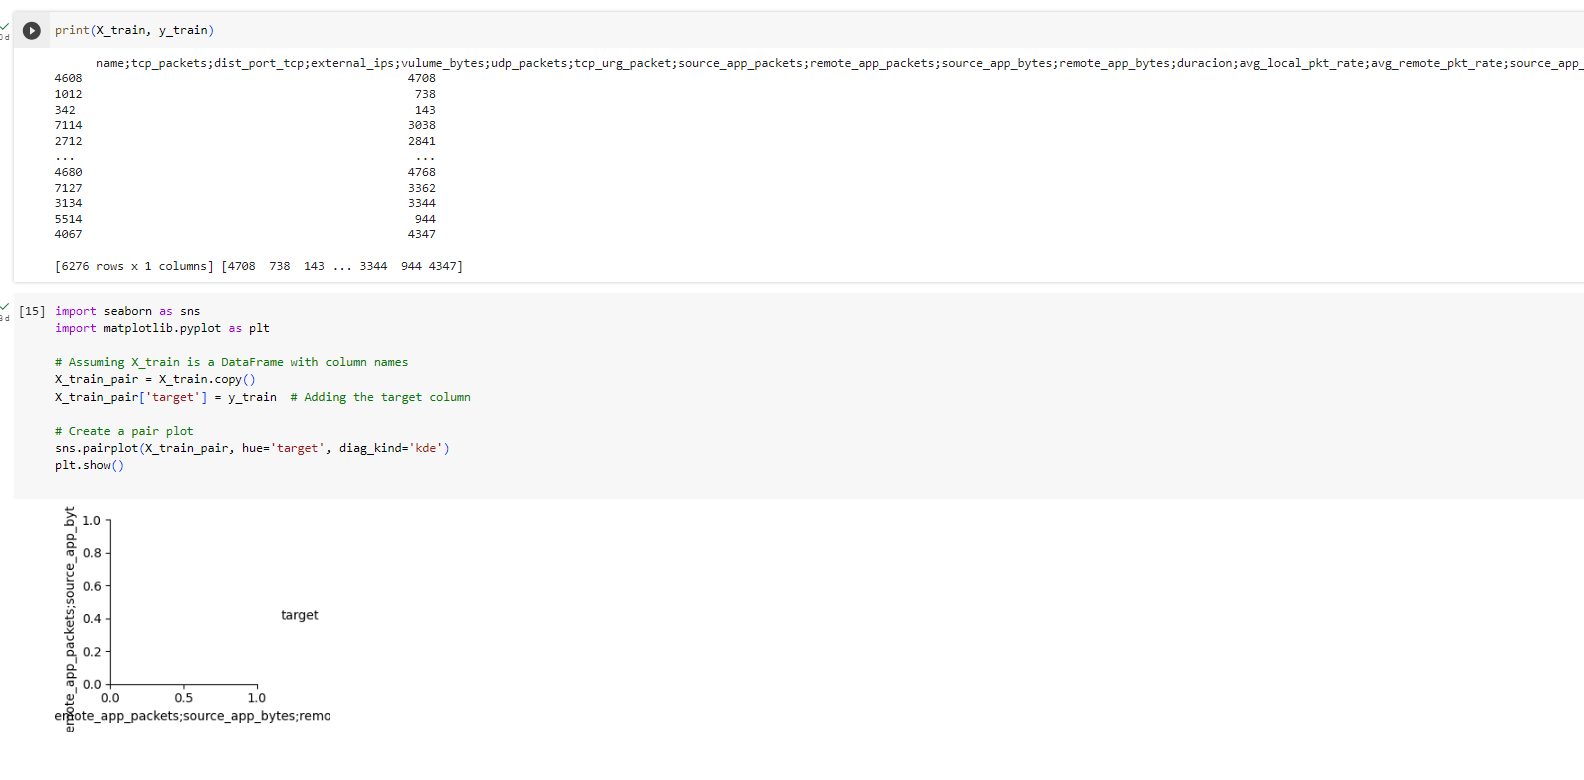 print(X_train, y_train)
name;tcp_packets;dist_port_tcp;external_ips;vulume_bytes;udp_packets;tcp_urg_packet;source_app_packets;remote_app_packets;source_app_bytes;remote_app_bytes;duracion;avg_local_pkt_rate;avg_remote_pkt_rate;source_app_
4608 4708
1012 738
342 143
7114 3038
2712 2841
... ...
4680 4768
7127 3362
3134 3344
5514 944
4067 4347
[6276 rows x 1 columns] [4708 738 143 ... 3344 944 4347]
[15] import seaborn as sns
import matplotlib.pyplot as plt
# Assuming X_train is a DataFrame with column names
X_train_pair = X_train.copy()
X_train_pair['target'] = y_train # Adding the target column
# Create a pair plot
sns.pairplot(X_train_pair, hue='target', diag_kind='kde')
plt.show()
emote_app_packets;source_app_byt
1.0
0.8
0.6
0.4
0.2
0.0
target
0.0 0.5 1.0
emote_app_packets;source_app_bytes;remo